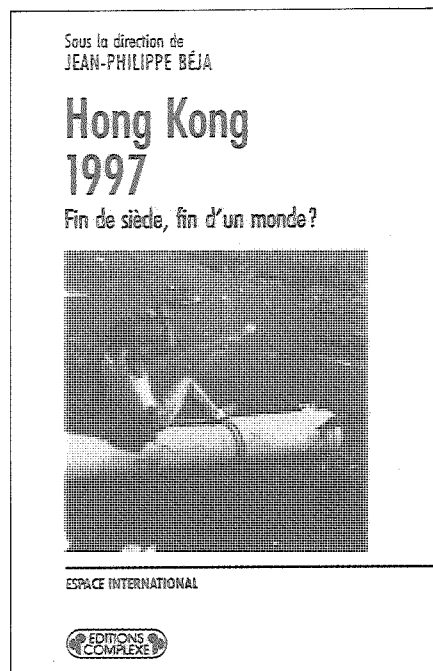 Sous la direction de
JEAN-PHILIPPE BÉJA
Hong Kong
1997
Fin de siècle, fin d'un monde?
ESPACE INTERNATIONAL
EDITIONS
COMPLEXE